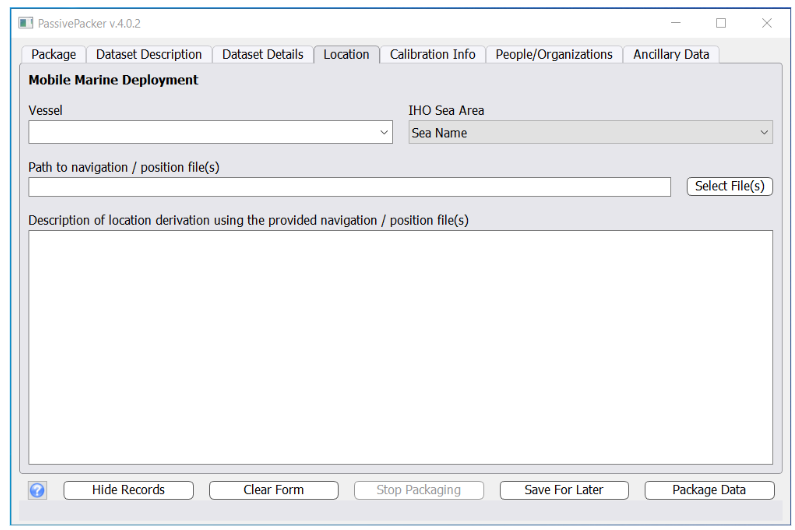 PassivePacker v.4.0.2
Package Dataset Description Dataset Details Location Calibration Info People/Organizations Ancillary Data
Mobile Marine Deployment
Vessel IHO Sea Area
Sea Name
Path to navigation / position file(s)
Select File(s)
Description of location derivation using the provided navigation / position file(s)
? Hide Records Clear Form Stop Packaging Save For Later Package Data